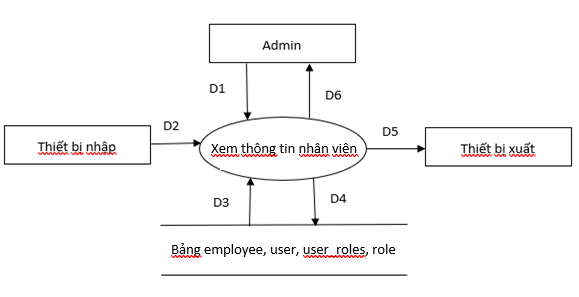 Admin
D1
D6
D2
D5
Thiết bị nhập
Xem thông tin nhân viên
Thiết bị xuất
D3
D4
Bảng employee, user, user_roles, role